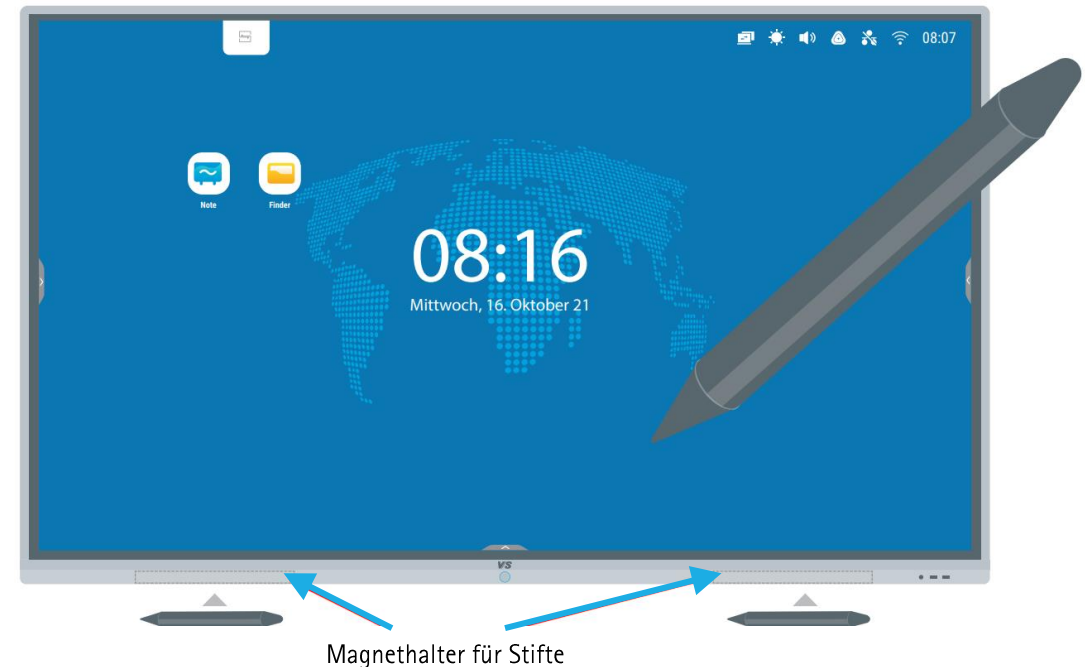 08:07
Note
Finder
08:16
Mittwoch, 16. Oktober 21
VS
Magnethalter für Stifte